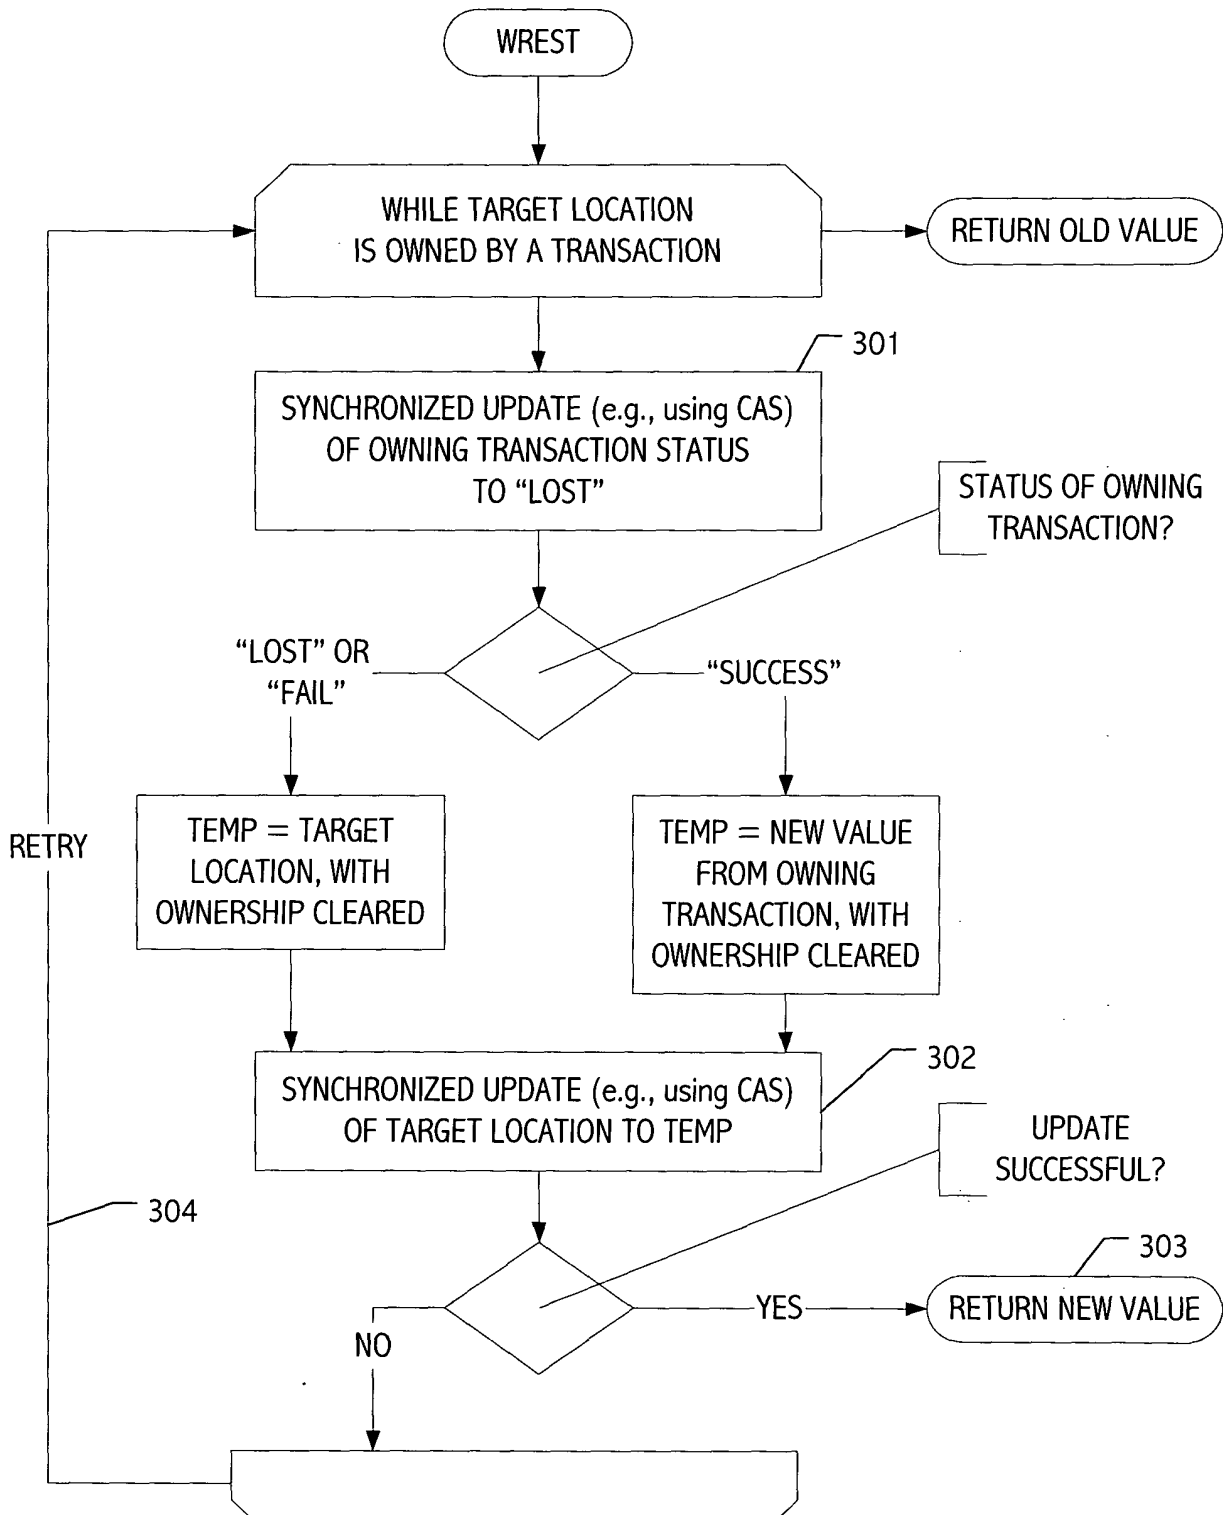 WREST
WHILE TARGET LOCATION
IS OWNED BY A TRANSACTION
RETURN OLD VALUE
301
SYNCHRONIZED UPDATE (e.g., using CAS)
OF OWNING TRANSACTION STATUS
TO “LOST”
STATUS OF OWNING
TRANSACTION?
“LOST” OR
“FAIL”
“SUCCESS”
RETRY
TEMP = TARGET
LOCATION, WITH
OWNERSHIP CLEARED
TEMP = NEW VALUE
FROM OWNING
TRANSACTION, WITH
OWNERSHIP CLEARED
302
SYNCHRONIZED UPDATE (e.g., using CAS)
OF TARGET LOCATION TO TEMP
UPDATE
SUCCESSFUL?
304
303
YES
RETURN NEW VALUE
NO